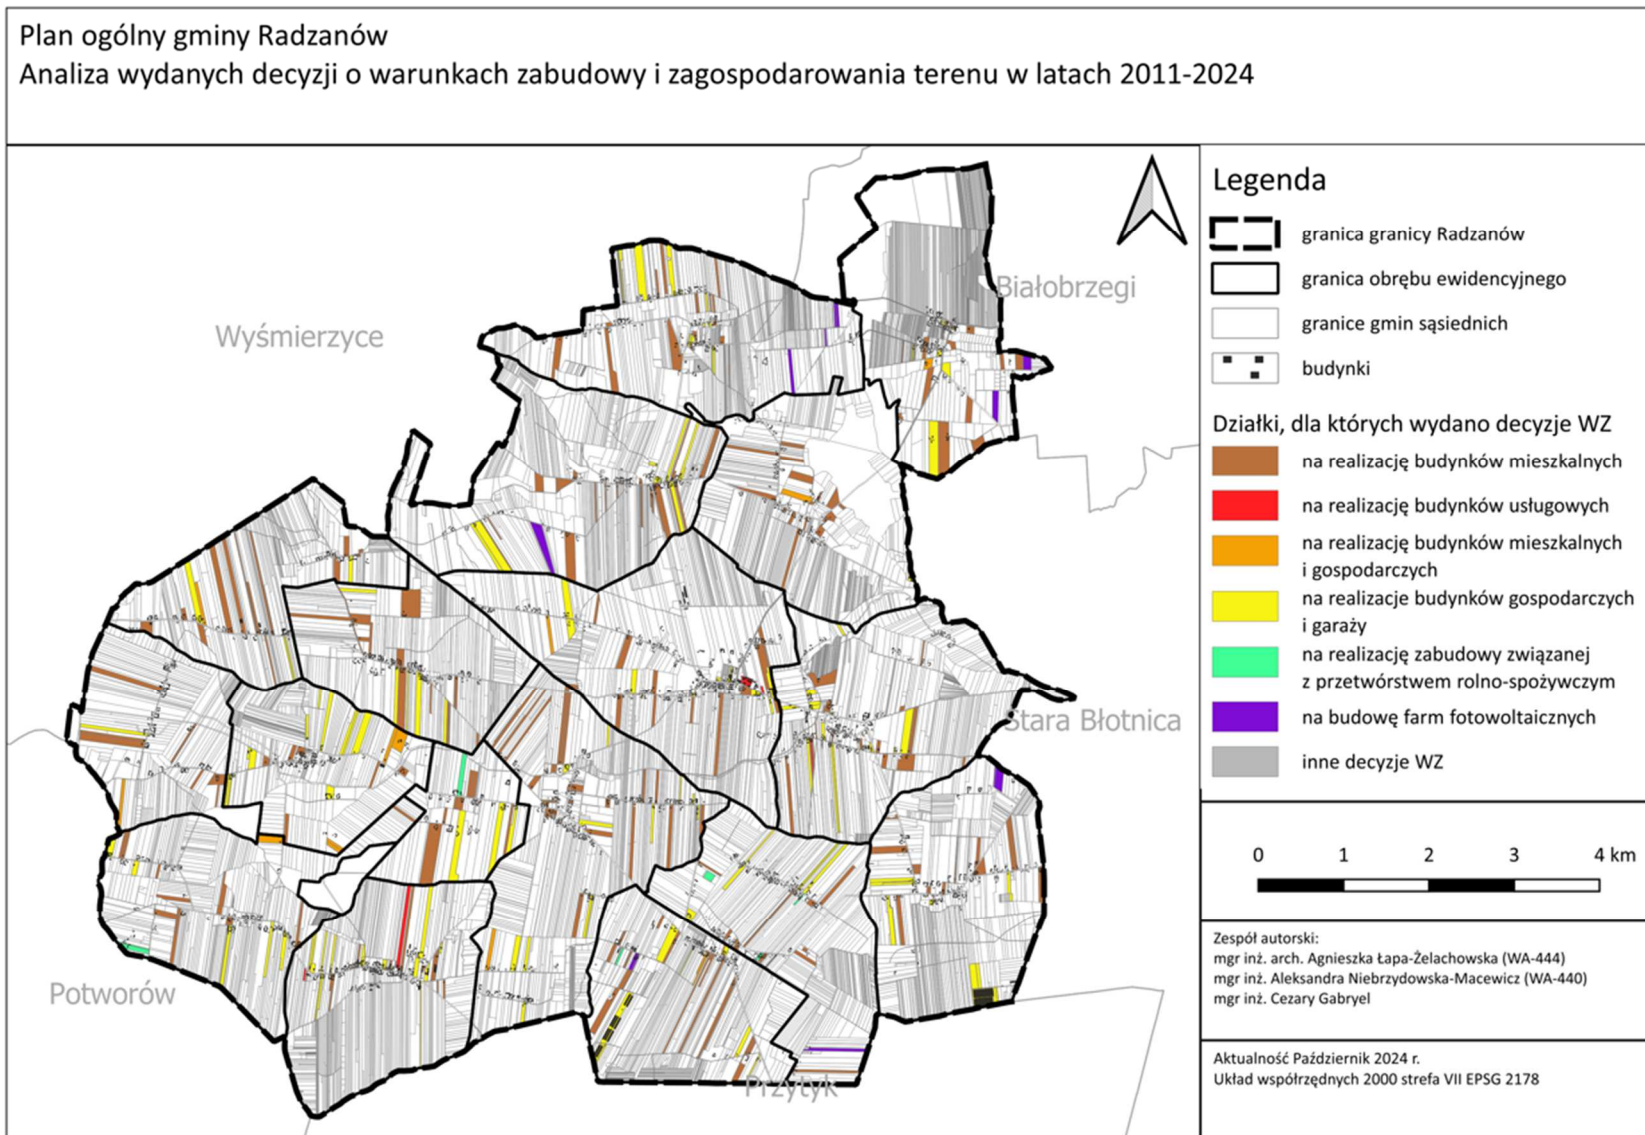 Plan ogólny gminy Radzanów
Analiza wydanych decyzji o warunkach zabudowy i zagospodarowania terenu w latach 2011-2024
Wyśmierzyce
Białobrzegi
Stara Błotnica
Potworów
Przytyk
Legenda
granica granicy Radzanów
granica obrębu ewidencyjnego
granice gmin sąsiednich
budynki
Działki, dla których wydano decyzje WZ
na realizację budynków mieszkalnych
na realizację budynków usługowych
na realizację budynków mieszkalnych
i gospodarczych
na realizacje budynków gospodarczych
i garaży
na realizację zabudowy związanej
z przetwórstwem rolno-spożywczym
na budowę farm fotowoltaicznych
inne decyzje WZ
0 1 2 3 4 km
Zespół autorski:
mgr inż. arch. Agnieszka Łapa-Żelachowska (WA-444)
mgr inż. Aleksandra Niebrzydowska-Macewicz (WA-440)
mgr inż. Cezary Gabryel
Aktualność Październik 2024 r.
Układ współrzędnych 2000 strefa VII EPSG 2178